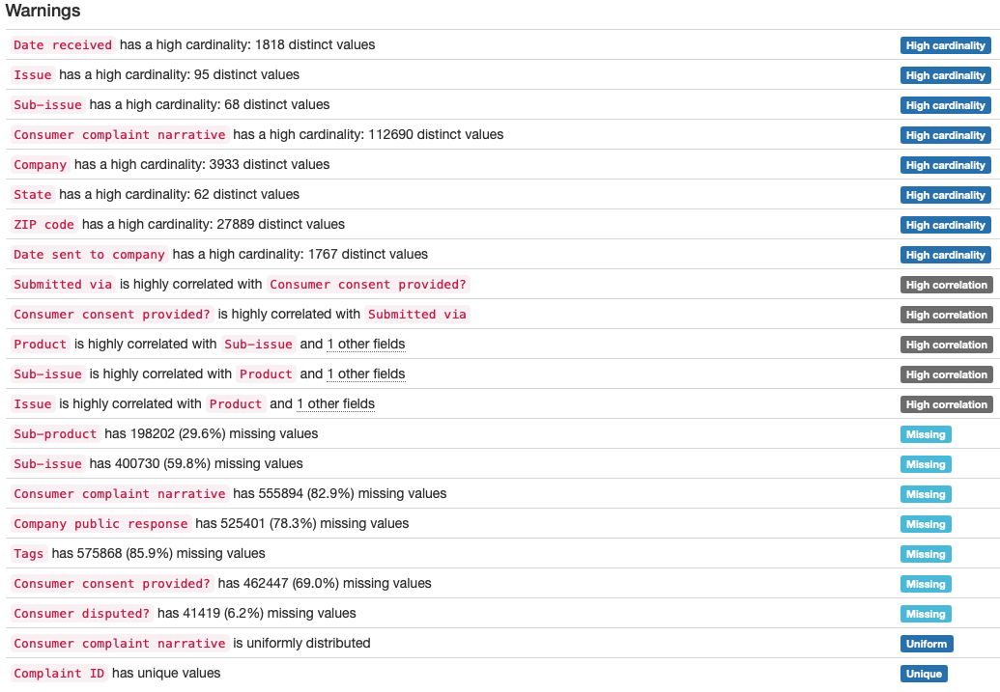 Warnings
Date received has a high cardinality: 1818 distinct values High cardinality
Issue has a high cardinality: 95 distinct values High cardinality
Sub-issue has a high cardinality: 68 distinct values High cardinality
Consumer complaint narrative has a high cardinality: 112690 distinct values High cardinality
Company has a high cardinality: 3933 distinct values High cardinality
State has a high cardinality: 62 distinct values High cardinality
ZIP code has a high cardinality: 27889 distinct values High cardinality
Date sent to company has a high cardinality: 1767 distinct values High cardinality
Submitted via is highly correlated with Consumer consent provided? High correlation
Consumer consent provided? is highly correlated with Submitted via High correlation
Product is highly correlated with Sub-issue and 1 other fields High correlation
Sub-issue is highly correlated with Product and 1 other fields High correlation
Issue is highly correlated with Product and 1 other fields High correlation
Sub-product has 198202 (29.6%) missing values Missing
Sub-issue has 400730 (59.8%) missing values Missing
Consumer complaint narrative has 555894 (82.9%) missing values Missing
Company public response has 525401 (78.3%) missing values Missing
Tags has 575868 (85.9%) missing values Missing
Consumer consent provided? has 462447 (69.0%) missing values Missing
Consumer disputed? has 41419 (6.2%) missing values Missing
Consumer complaint narrative is uniformly distributed Uniform
Complaint ID has unique values Unique